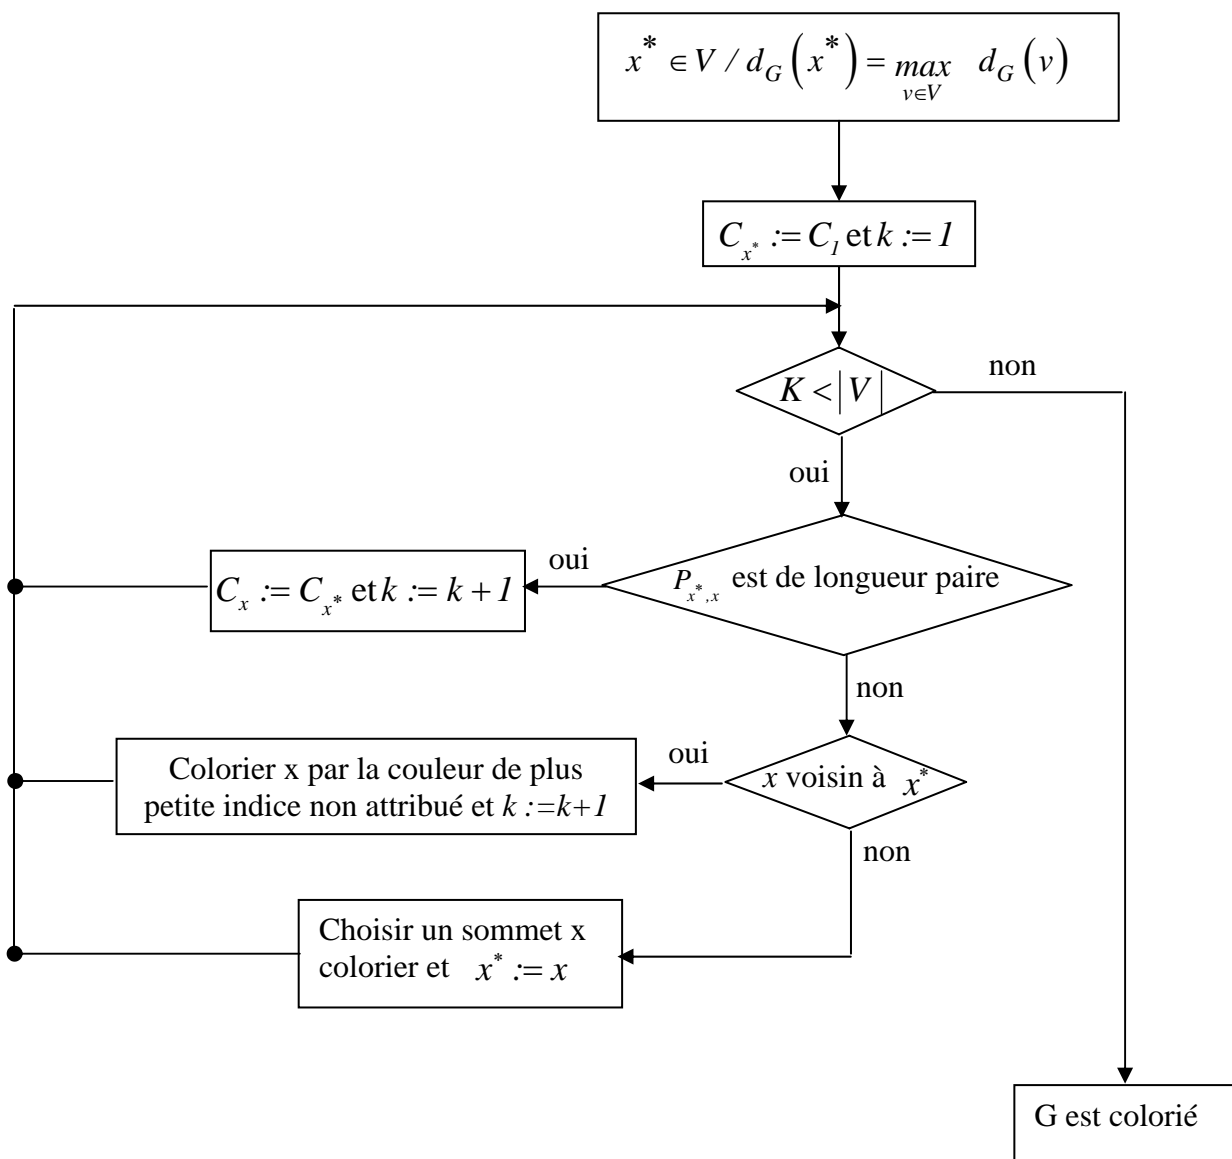 x* ∈ V / d_G(x*) = max d_G(v)
v∈V
C_{x*} := C_1 et k := 1
K < |V|
non
oui
P_{x*,x} est de longueur paire
oui
C_x := C_{x*} et k := k + 1
non
x voisin à x*
oui
Colorier x par la couleur de plus
petite indice non attribué et k :=k+1
non
Choisir un sommet x
colorier et x* := x
G est colorié